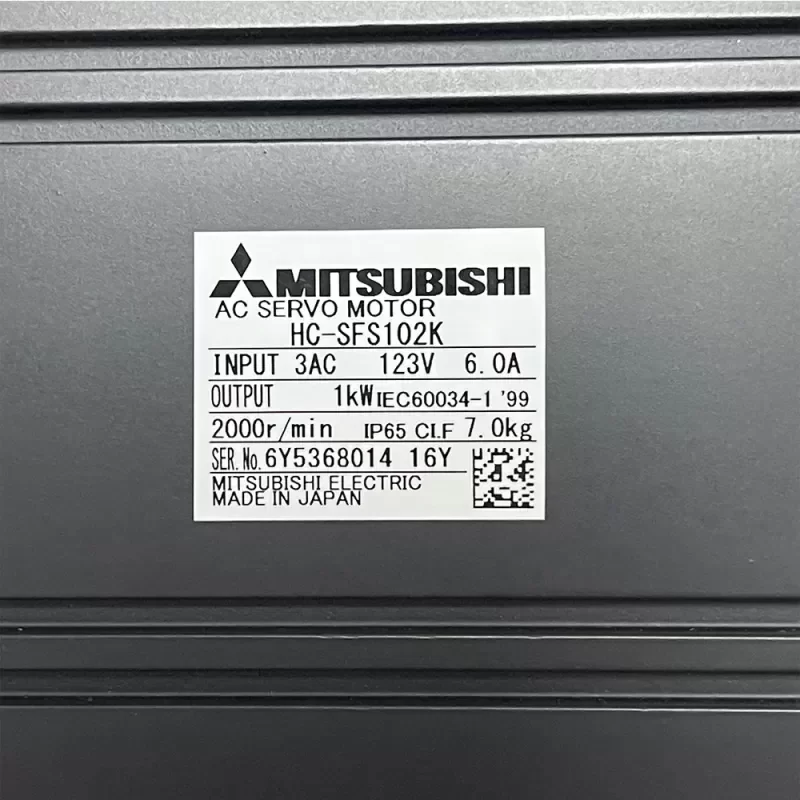 MITSUBISHI
AC SERVO MOTOR
HC-SFS102K
INPUT 3AC 123V 6.0A
OUTPUT 1kW IEC60034-1 '99
2000r/min IP65 CI.F 7.0kg
SER.No.6Y5368014 16Y
MITSUBISHI ELECTRIC
MADE IN JAPAN